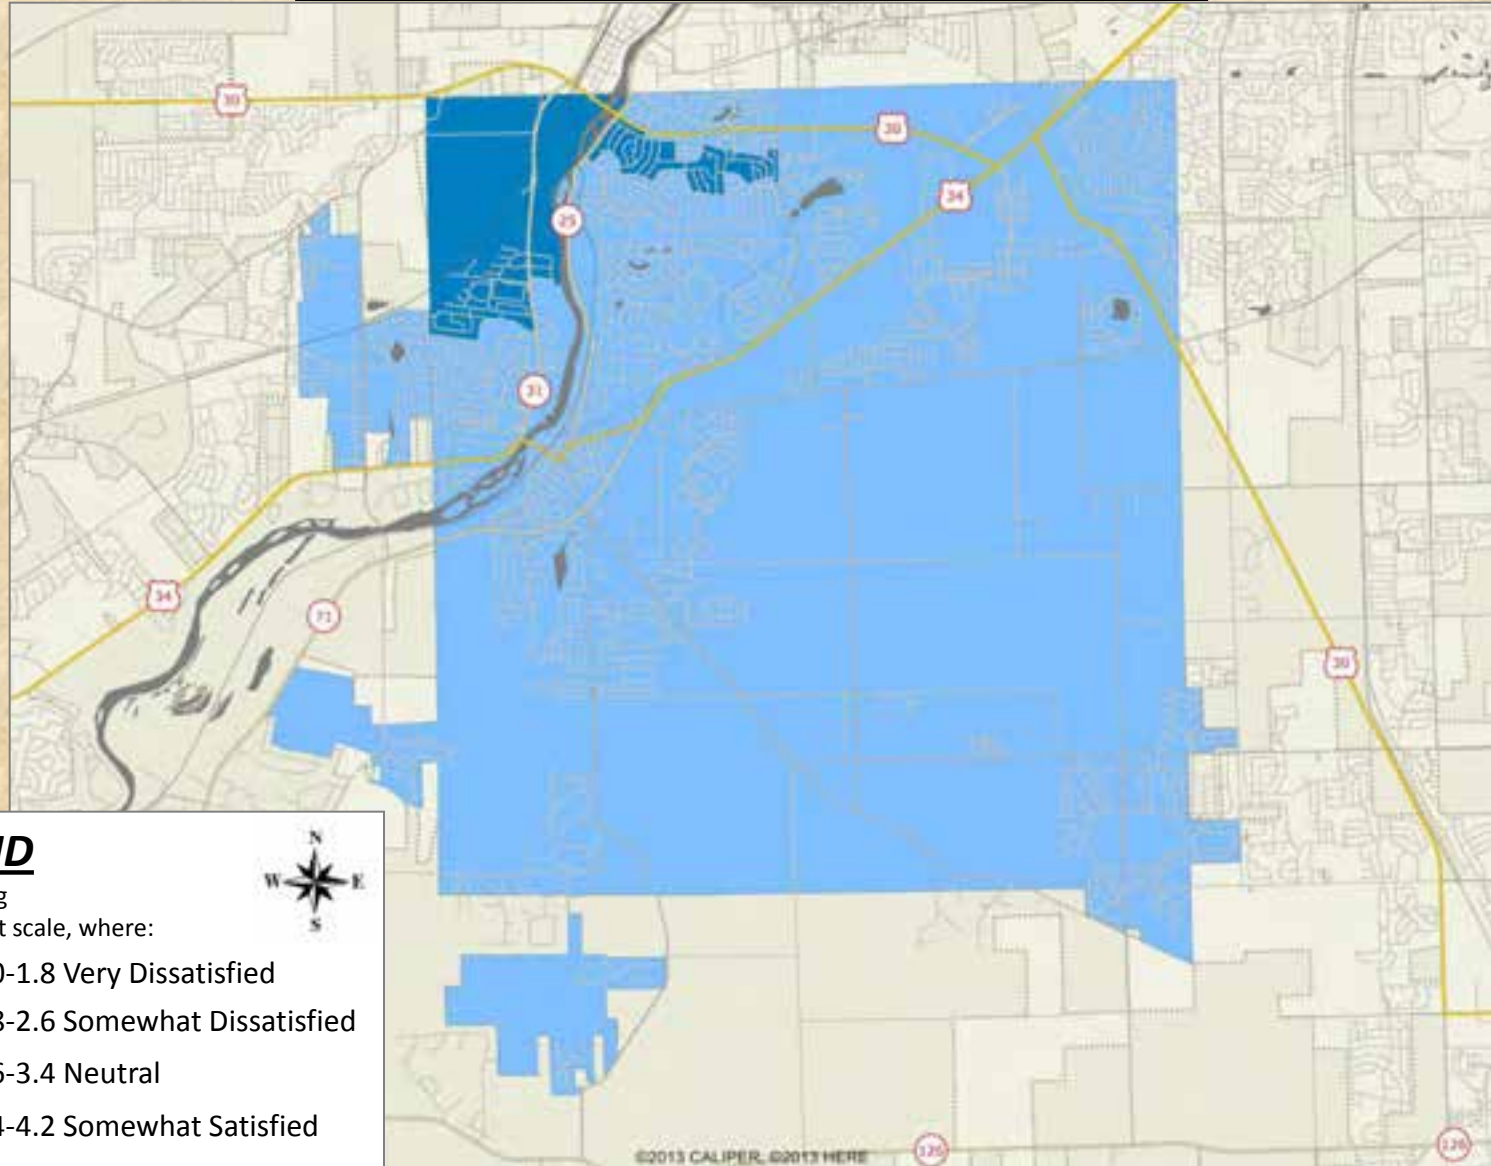 30
30
34
25
31
34
71
30
ND
N
W E
S
g
t scale, where:
0-1.8 Very Dissatisfied
8-2.6 Somewhat Dissatisfied
6-3.4 Neutral
4-4.2 Somewhat Satisfied
©2013 CALIPER, ©2013 HERE
126
126